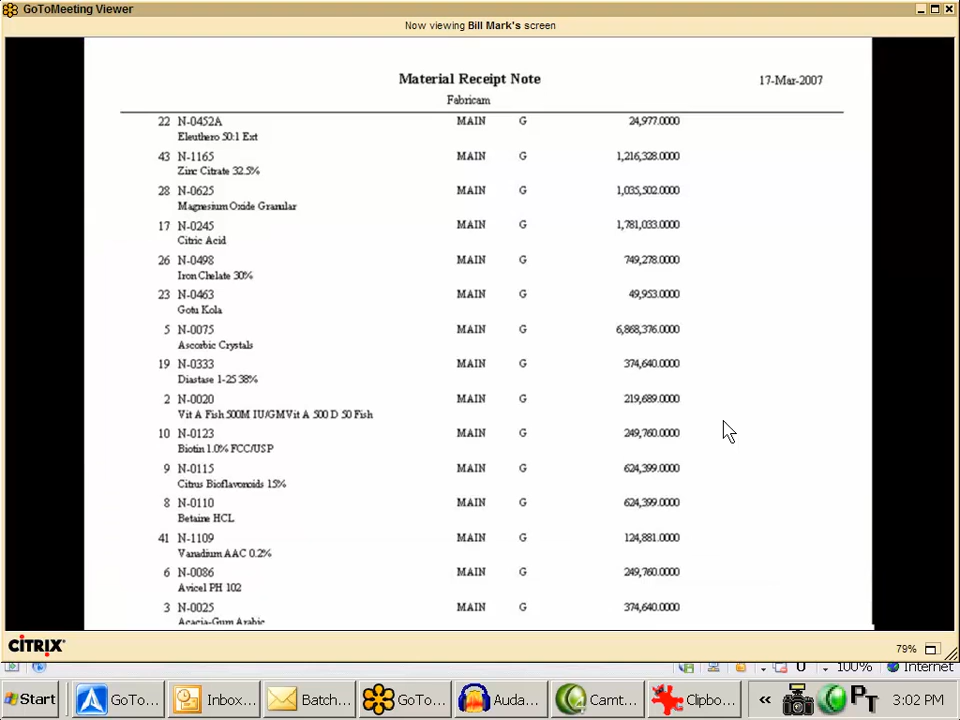 GoToMeeting Viewer
Now viewing Bill Mark's screen
Material Receipt Note 17-Mar-2007
Fabricam
22 N-0452A MAIN G 24,977.0000
Eleuthero 50:1 Ext
43 N-1165 MAIN G 1,216,328.0000
Zinc Citrate 32.5%
28 N-0625 MAIN G 1,035,502.0000
Magnesium Oxide Granular
17 N-0245 MAIN G 1,781,033.0000
Citric Acid
26 N-0498 MAIN G 749,278.0000
Iron Chelate 30%
23 N-0463 MAIN G 49,953.0000
Gotu Kola
5 N-0075 MAIN G 6,868,376.0000
Ascorbic Crystals
19 N-0333 MAIN G 374,640.0000
Diastase 1-25 38%
2 N-0020 MAIN G 219,689.0000
Vit A Fish 500M IU/GMVit A 500 D 50 Fish
10 N-0123 MAIN G 249,760.0000
Biotin 1.0% FCC/USP
9 N-0115 MAIN G 624,399.0000
Citrus Bioflavonoids 15%
8 N-0110 MAIN G 624,399.0000
Betaine HCL
41 N-1109 MAIN G 124,881.0000
Vanadium AAC 0.2%
6 N-0086 MAIN G 249,760.0000
Avicel PH 102
3 N-0025 MAIN G 374,640.0000
Acacia-Gum Arabic
CITRIX 79%
U 100% Internet
Start GoTo... Inbox... Batch... GoTo... Auda... Camt... Clipbo... « PT 3:02 PM